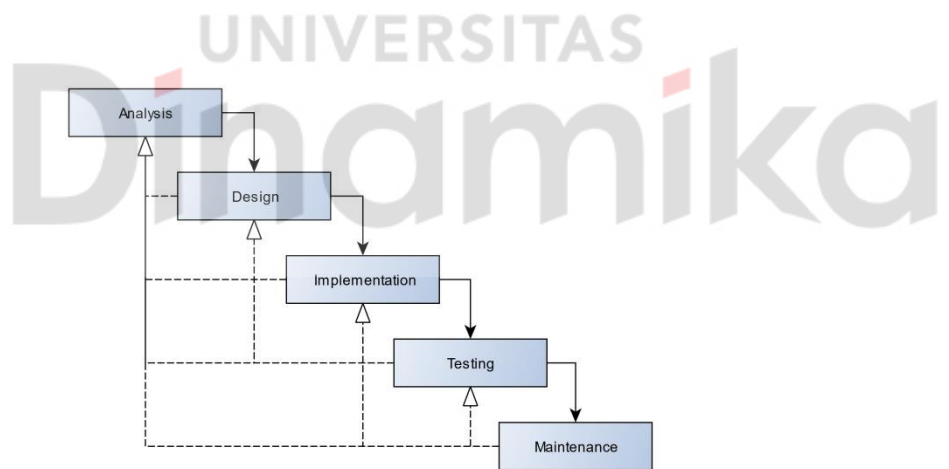 UNIVERSITAS
Dinamika
Analysis
Design
Implementation
Testing
Maintenance